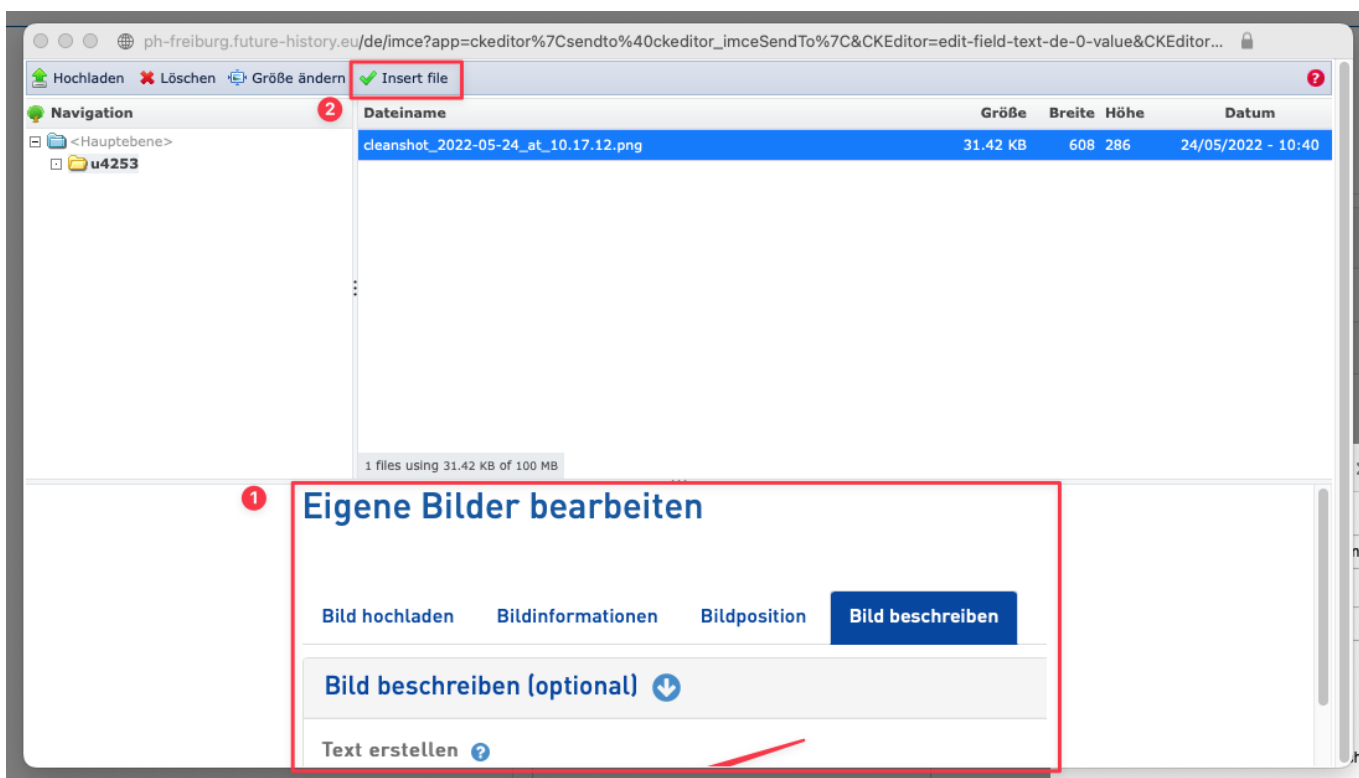 ph-freiburg.future-history.eu/de/imce?app=ckeditor%7Csendto%40ckeditor_imceSendTo%7C&CKEditor=edit-field-text-de-0-value&CKEditor...
Hochladen Löschen Größe ändern Insert file ?
Navigation 2 Dateiname Größe Breite Höhe Datum
<Hauptebene> cleanshot_2022-05-24_at_10.17.12.png 31.42 KB 608 286 24/05/2022 - 10:40
u4253
1 files using 31.42 KB of 100 MB
1 Eigene Bilder bearbeiten
Bild hochladen Bildinformationen Bildposition Bild beschreiben
Bild beschreiben (optional)
Text erstellen ?